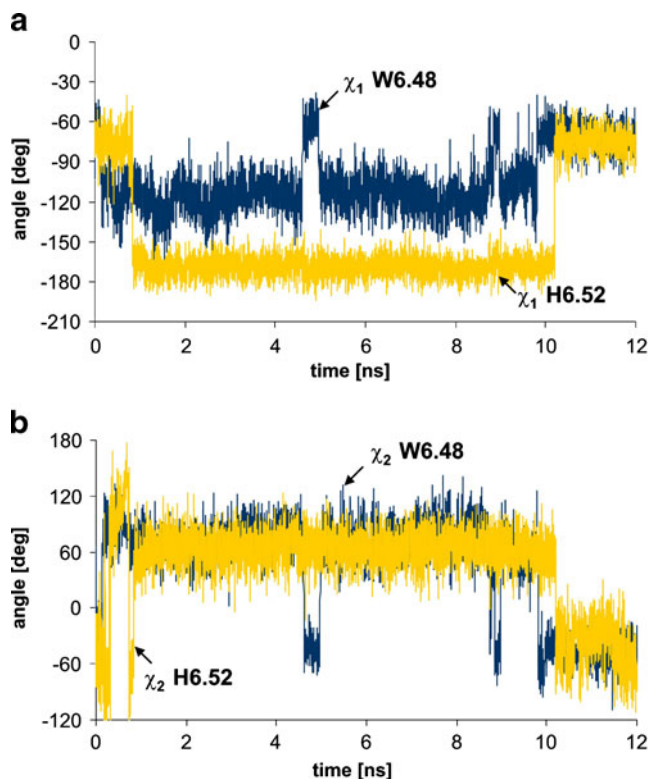 a
0
-30
-60
-90
-120
-150
-180
-210
angle [deg]
χ1 W6.48
χ1 H6.52
0 2 4 6 8 10 12
time [ns]
b
180
120
60
0
-60
-120
angle [deg]
χ2 W6.48
χ2 H6.52
0 2 4 6 8 10 12
time [ns]